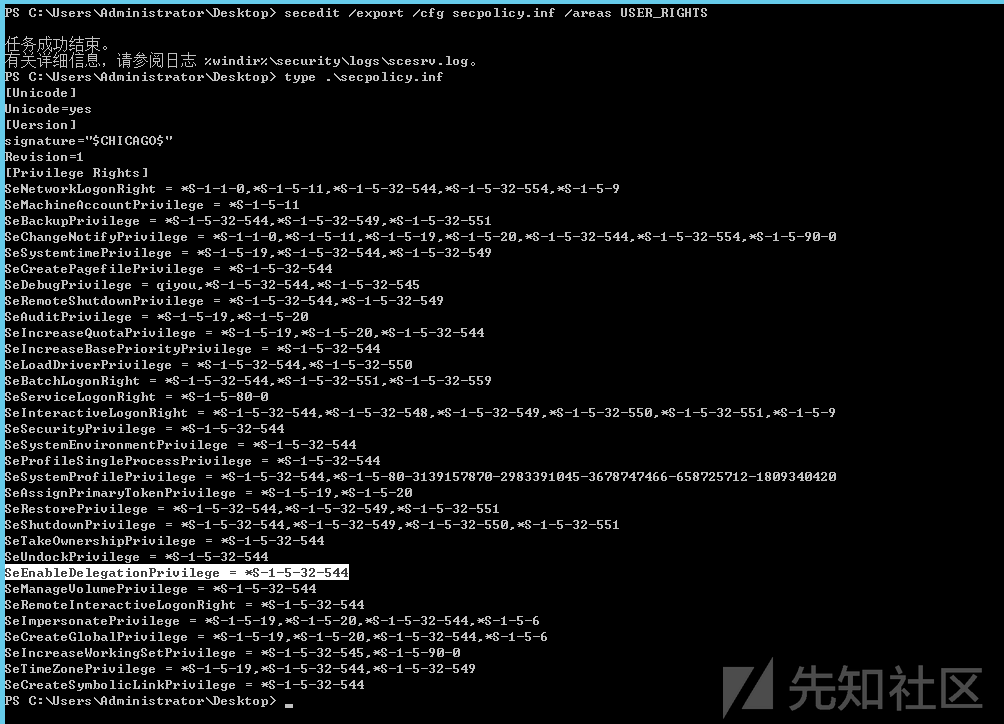 PS C:\Users\Administrator\Desktop> secedit /export /cfg secpolicy.inf /areas USER_RIGHTS
任务成功结束。
有关详细信息，请参阅日志 %windir%\security\logs\scesrv.log。
PS C:\Users\Administrator\Desktop> type .\secpolicy.inf
[Unicode]
Unicode=yes
[Version]
signature="$CHICAGO$"
Revision=1
[Privilege Rights]
SeNetworkLogonRight = *S-1-1-0,*S-1-5-11,*S-1-5-32-544,*S-1-5-32-554,*S-1-5-9
SeMachineAccountPrivilege = *S-1-5-11
SeBackupPrivilege = *S-1-5-32-544,*S-1-5-32-549,*S-1-5-32-551
SeChangeNotifyPrivilege = *S-1-1-0,*S-1-5-11,*S-1-5-19,*S-1-5-20,*S-1-5-32-544,*S-1-5-32-554,*S-1-5-90-0
SeSystemtimePrivilege = *S-1-5-19,*S-1-5-32-544,*S-1-5-32-549
SeCreatePagefilePrivilege = *S-1-5-32-544
SeDebugPrivilege = qiyou,*S-1-5-32-544,*S-1-5-32-545
SeRemoteShutdownPrivilege = *S-1-5-32-544,*S-1-5-32-549
SeAuditPrivilege = *S-1-5-19,*S-1-5-20
SeIncreaseQuotaPrivilege = *S-1-5-19,*S-1-5-20,*S-1-5-32-544
SeIncreaseBasePriorityPrivilege = *S-1-5-32-544
SeLoadDriverPrivilege = *S-1-5-32-544,*S-1-5-32-550
SeBatchLogonRight = *S-1-5-32-544,*S-1-5-32-551,*S-1-5-32-559
SeServiceLogonRight = *S-1-5-80-0
SeInteractiveLogonRight = *S-1-5-32-544,*S-1-5-32-548,*S-1-5-32-549,*S-1-5-32-550,*S-1-5-32-551,*S-1-5-9
SeSecurityPrivilege = *S-1-5-32-544
SeSystemEnvironmentPrivilege = *S-1-5-32-544
SeProfileSingleProcessPrivilege = *S-1-5-32-544
SeSystemProfilePrivilege = *S-1-5-32-544,*S-1-5-80-3139157870-2983391045-3678747466-658725712-1809340420
SeAssignPrimaryTokenPrivilege = *S-1-5-19,*S-1-5-20
SeRestorePrivilege = *S-1-5-32-544,*S-1-5-32-549,*S-1-5-32-551
SeShutdownPrivilege = *S-1-5-32-544,*S-1-5-32-549,*S-1-5-32-550,*S-1-5-32-551
SeTakeOwnershipPrivilege = *S-1-5-32-544
SeUndockPrivilege = *S-1-5-32-544
SeEnableDelegationPrivilege = *S-1-5-32-544
SeManageVolumePrivilege = *S-1-5-32-544
SeRemoteInteractiveLogonRight = *S-1-5-32-544
SeImpersonatePrivilege = *S-1-5-19,*S-1-5-20,*S-1-5-32-544,*S-1-5-6
SeCreateGlobalPrivilege = *S-1-5-19,*S-1-5-20,*S-1-5-32-544,*S-1-5-6
SeIncreaseWorkingSetPrivilege = *S-1-5-32-545,*S-1-5-90-0
SeTimeZonePrivilege = *S-1-5-19,*S-1-5-32-544,*S-1-5-32-549
SeCreateSymbolicLinkPrivilege = *S-1-5-32-544
PS C:\Users\Administrator\Desktop> _
先知社区